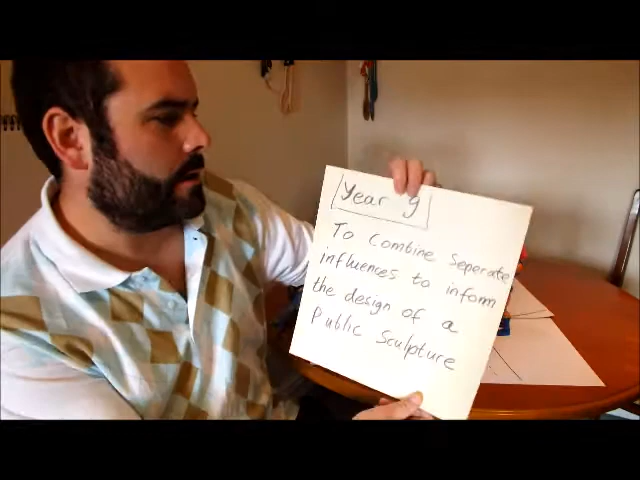 Year 9
To Combine Seperate
influences to inform
the design of a
Public Sculpture